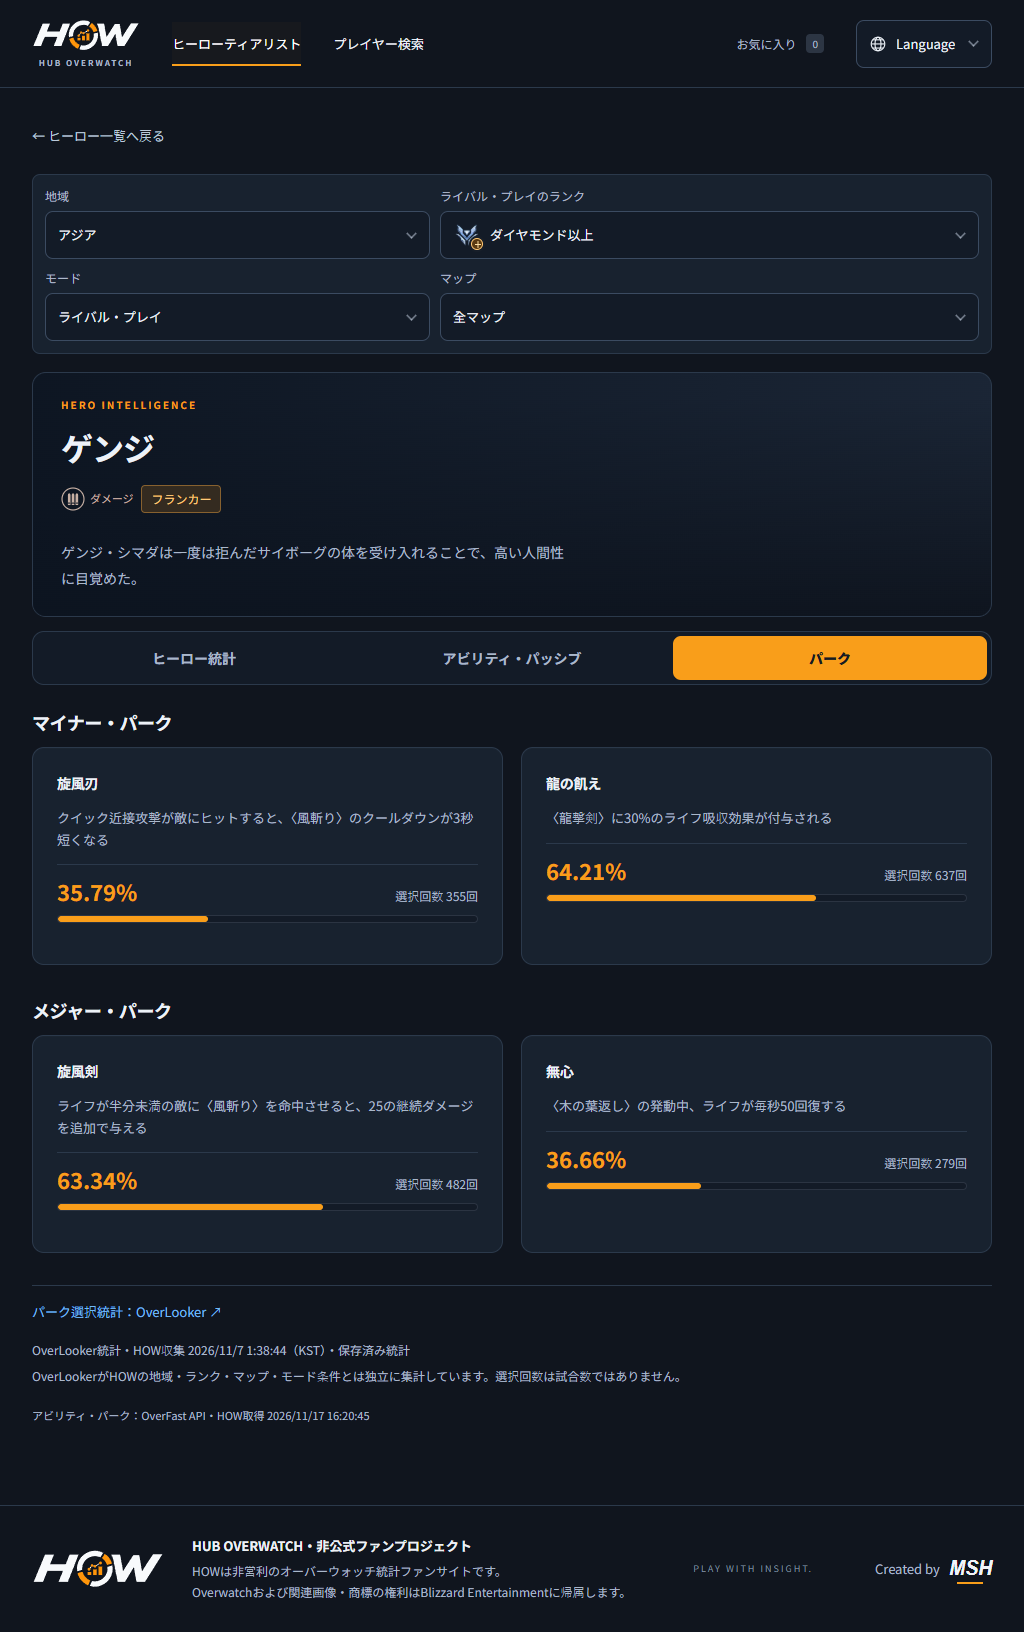 HOW
HUB OVERWATCH
ヒーローティアリスト
プレイヤー検索
お気に入り 0
Language
← ヒーロー一覧へ戻る
地域
ライバル・プレイのランク
アジア
ダイヤモンド以上
モード
マップ
ライバル・プレイ
全マップ
HERO INTELLIGENCE
ゲンジ
ダメージ
フランカー
ゲンジ・シマダは一度は拒んだサイボーグの体を受け入れることで、高い人間性
に目覚めた。
ヒーロー統計
アビリティ・パッシブ
パーク
マイナー・パーク
旋風刃
クイック近接攻撃が敵にヒットすると、〈風斬り〉のクールダウンが3秒
短くなる
35.79%
選択回数 355回
龍の飢え
〈龍撃剣〉に30%のライフ吸収効果が付与される
64.21%
選択回数 637回
メジャー・パーク
旋風剣
ライフが半分未満の敵に〈風斬り〉を命中させると、25の継続ダメージ
を追加で与える
63.34%
選択回数 482回
無心
〈木の葉返し〉の発動中、ライフが毎秒50回復する
36.66%
選択回数 279回
パーク選択統計：OverLooker ↗
OverLooker統計・HOW収集 2026/11/7 1:38:44（KST）・保存済み統計
OverLookerがHOWの地域・ランク・マップ・モード条件とは独立に集計しています。選択回数は試合数ではありません。
アビリティ・パーク：OverFast API・HOW取得 2026/11/17 16:20:45
HOW
HUB OVERWATCH・非公式ファンプロジェクト
HOWは非営利のオーバーウォッチ統計ファンサイトです。
Overwatchおよび関連画像・商標の権利はBlizzard Entertainmentに帰属します。
PLAY WITH INSIGHT.
Created by MSH